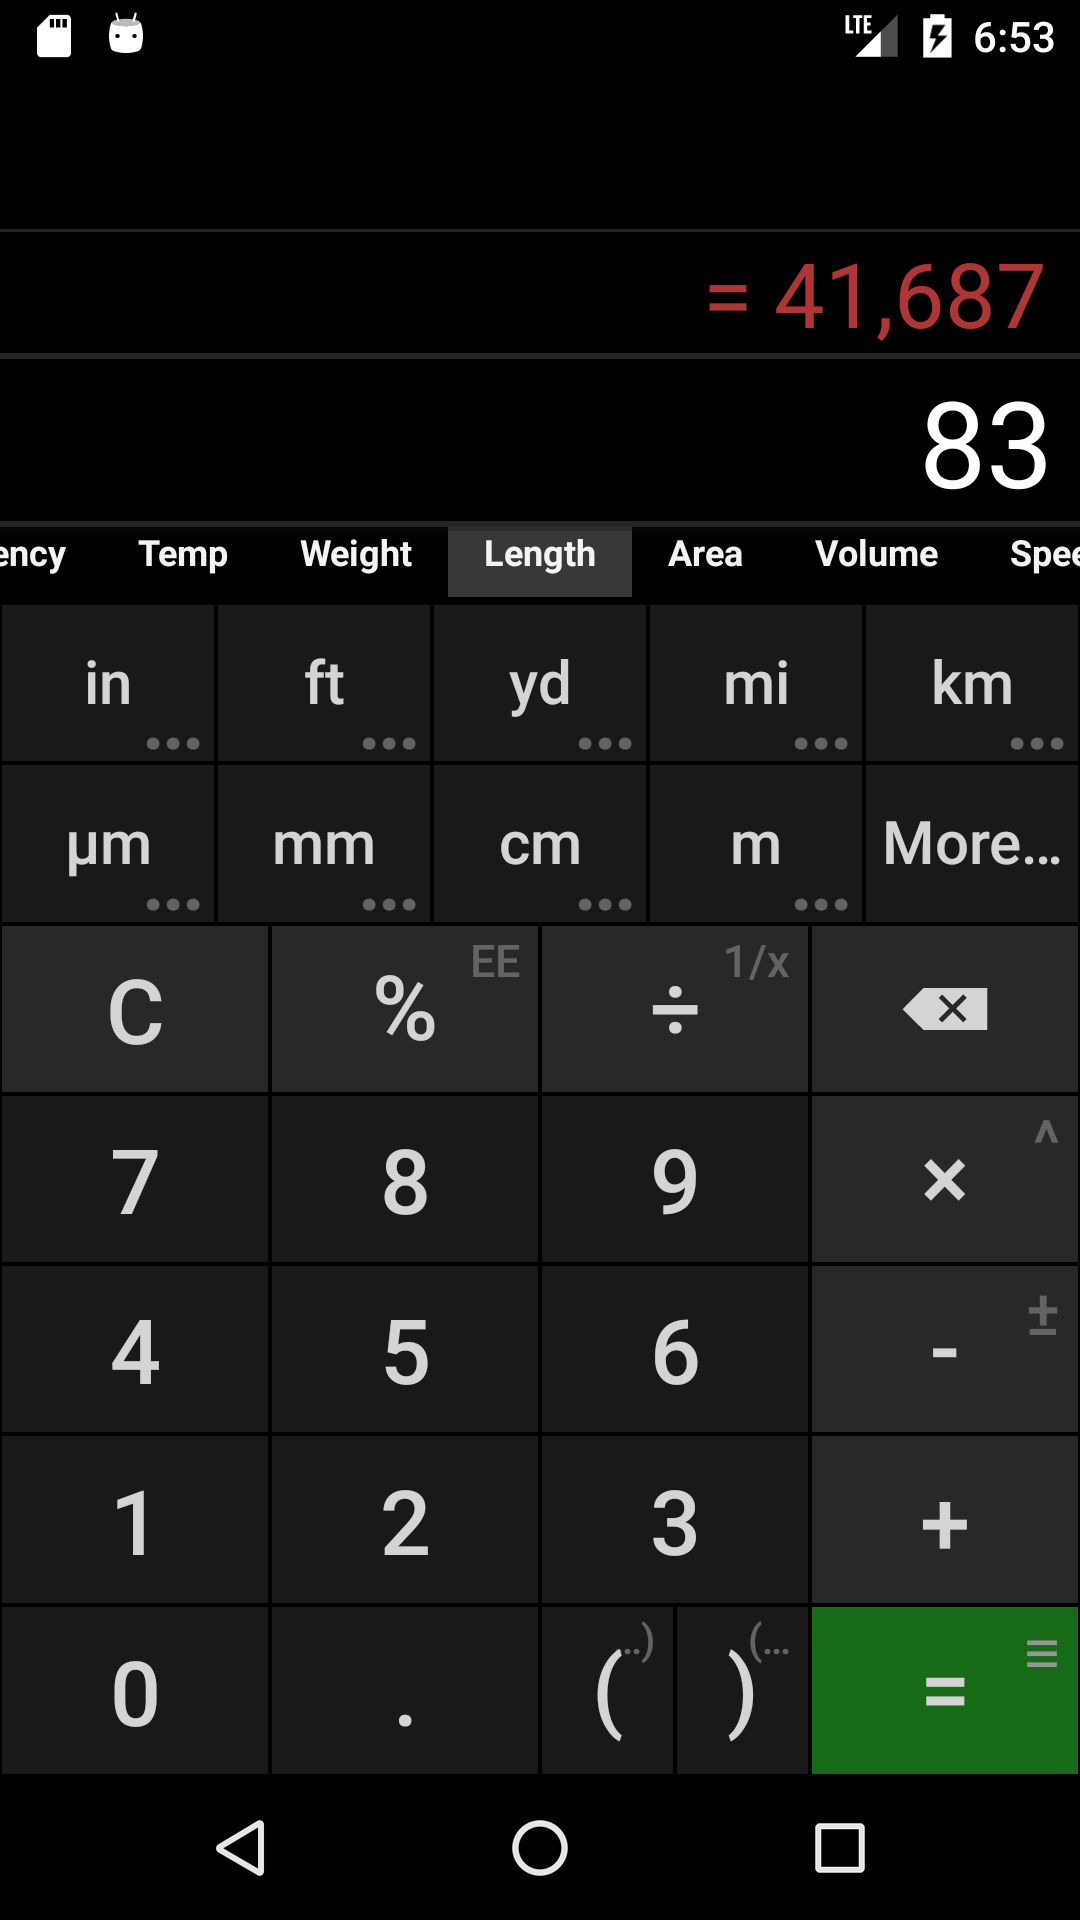 LTE 6:53
= 41,687
83
ency Temp Weight Length Area Volume Spee
in ft yd mi km
µm mm cm m More...
C % EE ÷ 1/x
7 8 9 × ^
4 5 6 - ±
1 2 3 +
0 . ( ..) ) (... =